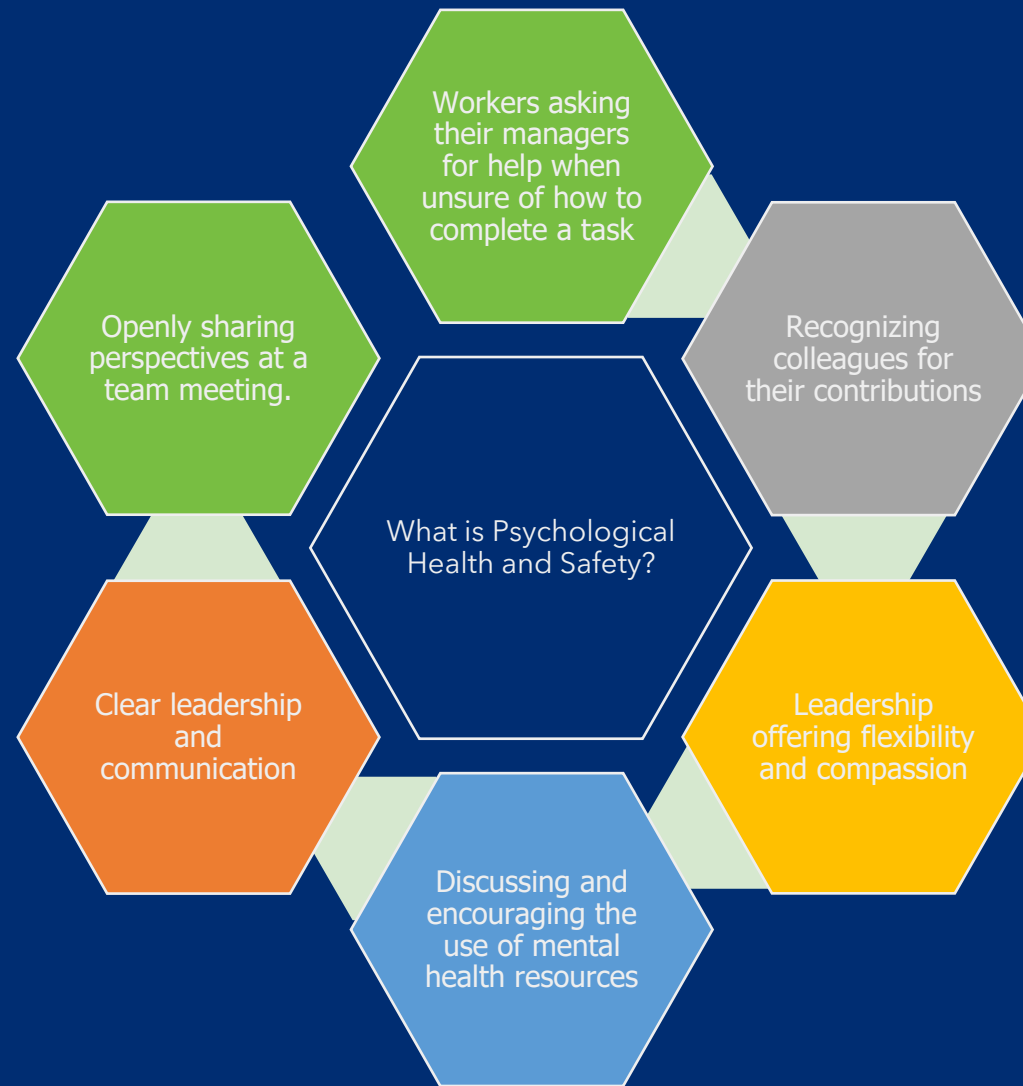 Workers asking
their managers
for help when
unsure of how to
complete a task
Recognizing
colleagues for
their contributions
Leadership
offering flexibility
and compassion
Discussing and
encouraging the
use of mental
health resources
Clear leadership
and
communication
Openly sharing
perspectives at a
team meeting.
What is Psychological
Health and Safety?